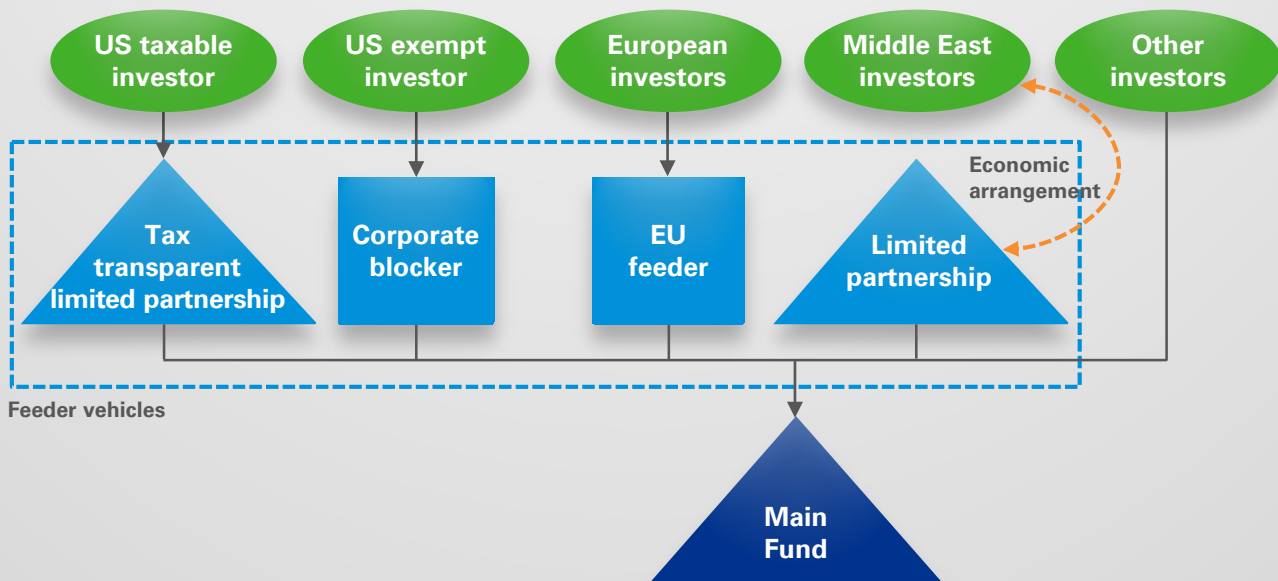 US taxable
investor
US exempt
investor
European
investors
Middle East
investors
Other
investors
Economic
arrangement
Tax
transparent
limited partnership
Corporate
blocker
EU
feeder
Limited
partnership
Feeder vehicles
Main
Fund